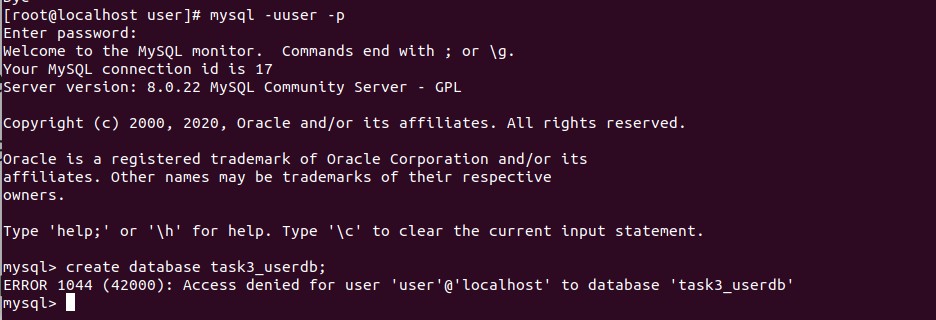 Bye
[root@localhost user]# mysql -uuser -p
Enter password:
Welcome to the MySQL monitor.  Commands end with ; or \g.
Your MySQL connection id is 17
Server version: 8.0.22 MySQL Community Server - GPL
Copyright (c) 2000, 2020, Oracle and/or its affiliates. All rights reserved.
Oracle is a registered trademark of Oracle Corporation and/or its
affiliates. Other names may be trademarks of their respective
owners.
Type 'help;' or '\h' for help. Type '\c' to clear the current input statement.
mysql> create database task3_userdb;
ERROR 1044 (42000): Access denied for user 'user'@'localhost' to database 'task3_userdb'
mysql>